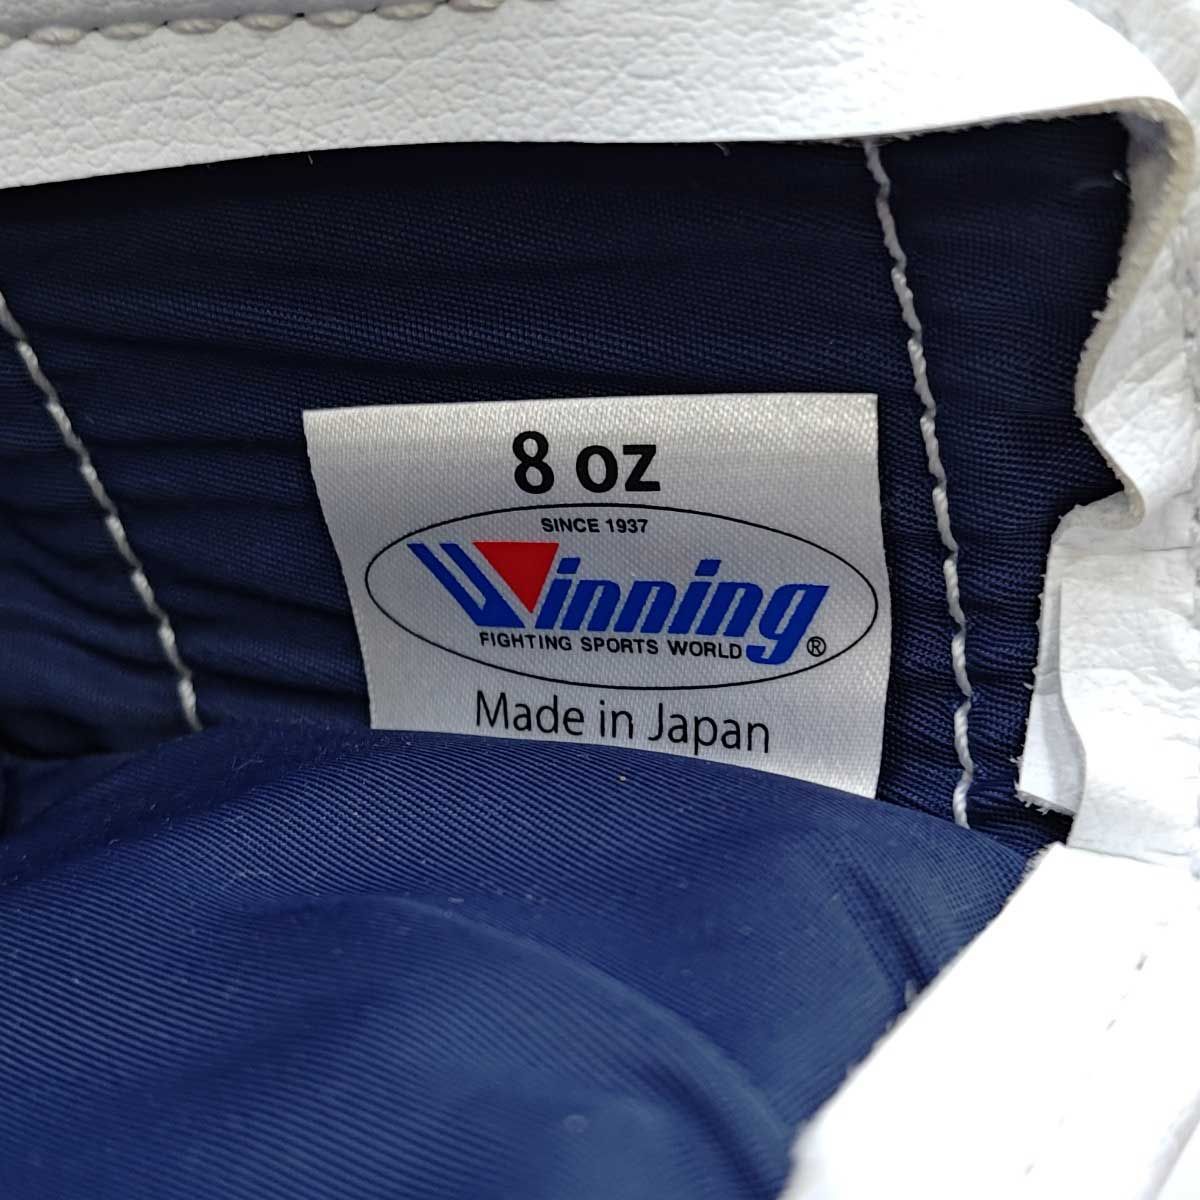 8 oz
SINCE 1937
Winning
FIGHTING SPORTS WORLD ®
Made in Japan